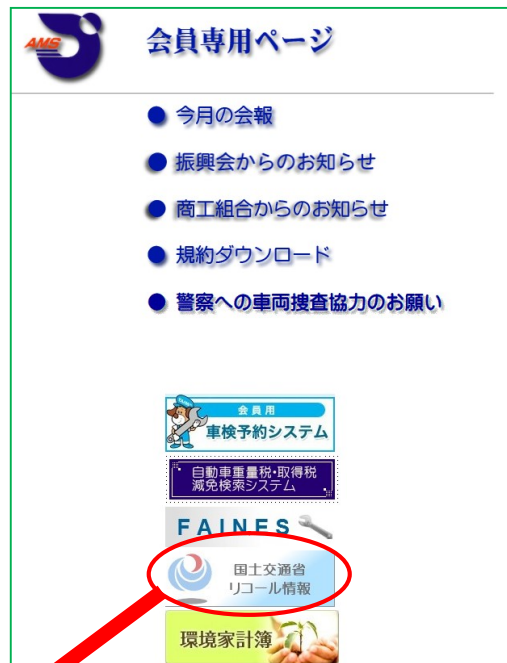 AMS
会員専用ページ
今月の会報
振興会からのお知らせ
商工組合からのお知らせ
規約ダウンロード
警察への車両捜査協力のお願い
会員用
車検予約システム
自動車重量税・取得税
減免検索システム
FAINES
国土交通省
リコール情報
環境家計簿